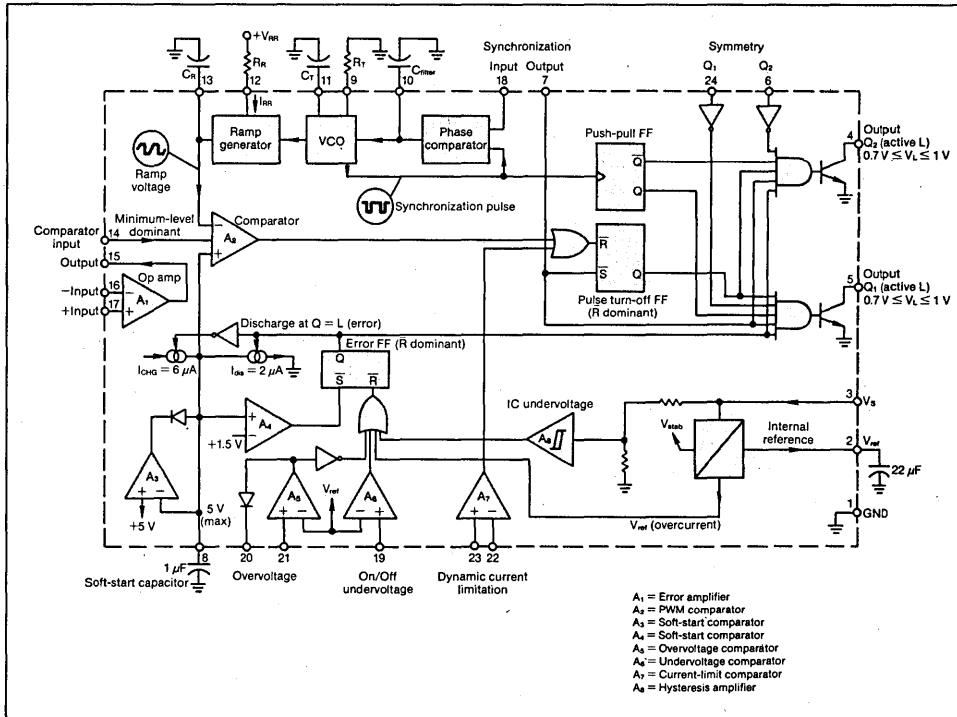 +V_RR
Synchronization
Symmetry
C_R
R_R
C_T
R_T
C_filter
Input Output
Q₁ Q₂
13 12 11 9 10 18 7 24 6
I_RR
Ramp generator
VCO
Phase comparator
Push-pull FF
Q̅
Q
4
Output
Q₂ (active L)
0.7 V ≤ V_L ≤ 1 V
Ramp voltage
Synchronization pulse
Comparator
Minimum-level dominant
Comparator input
14
−
+
+
A₂
R̅
S̅
Q
Pulse turn-off FF
(R dominant)
Output
15
Op amp
−Input
16
−
+Input
17
+
A₁
5
Output
Q₁ (active L)
0.7 V ≤ V_L ≤ 1 V
Discharge at Q = L (error)
Error FF (R dominant)
I_CHG = 6 µA
I_dis = 2 µA
Q
S̅ R̅
3
V_S
IC undervoltage
+
−
A₄
+1.5 V
A₈
V_stab
Internal reference
2
V_ref
22 µF
A₃
+ −
+5 V
5 V
(max)
V_ref
A₅
+ −
A₆
− +
A₇
+ −
V_ref (overcurrent)
1
GND
8 20 21 19 23 22
1 µF
Soft-start capacitor
Overvoltage
On/Off undervoltage
Dynamic current limitation
A₁ = Error amplifier
A₂ = PWM comparator
A₃ = Soft-start comparator
A₄ = Soft-start comparator
A₅ = Overvoltage comparator
A₆ = Undervoltage comparator
A₇ = Current-limit comparator
A₈ = Hysteresis amplifier